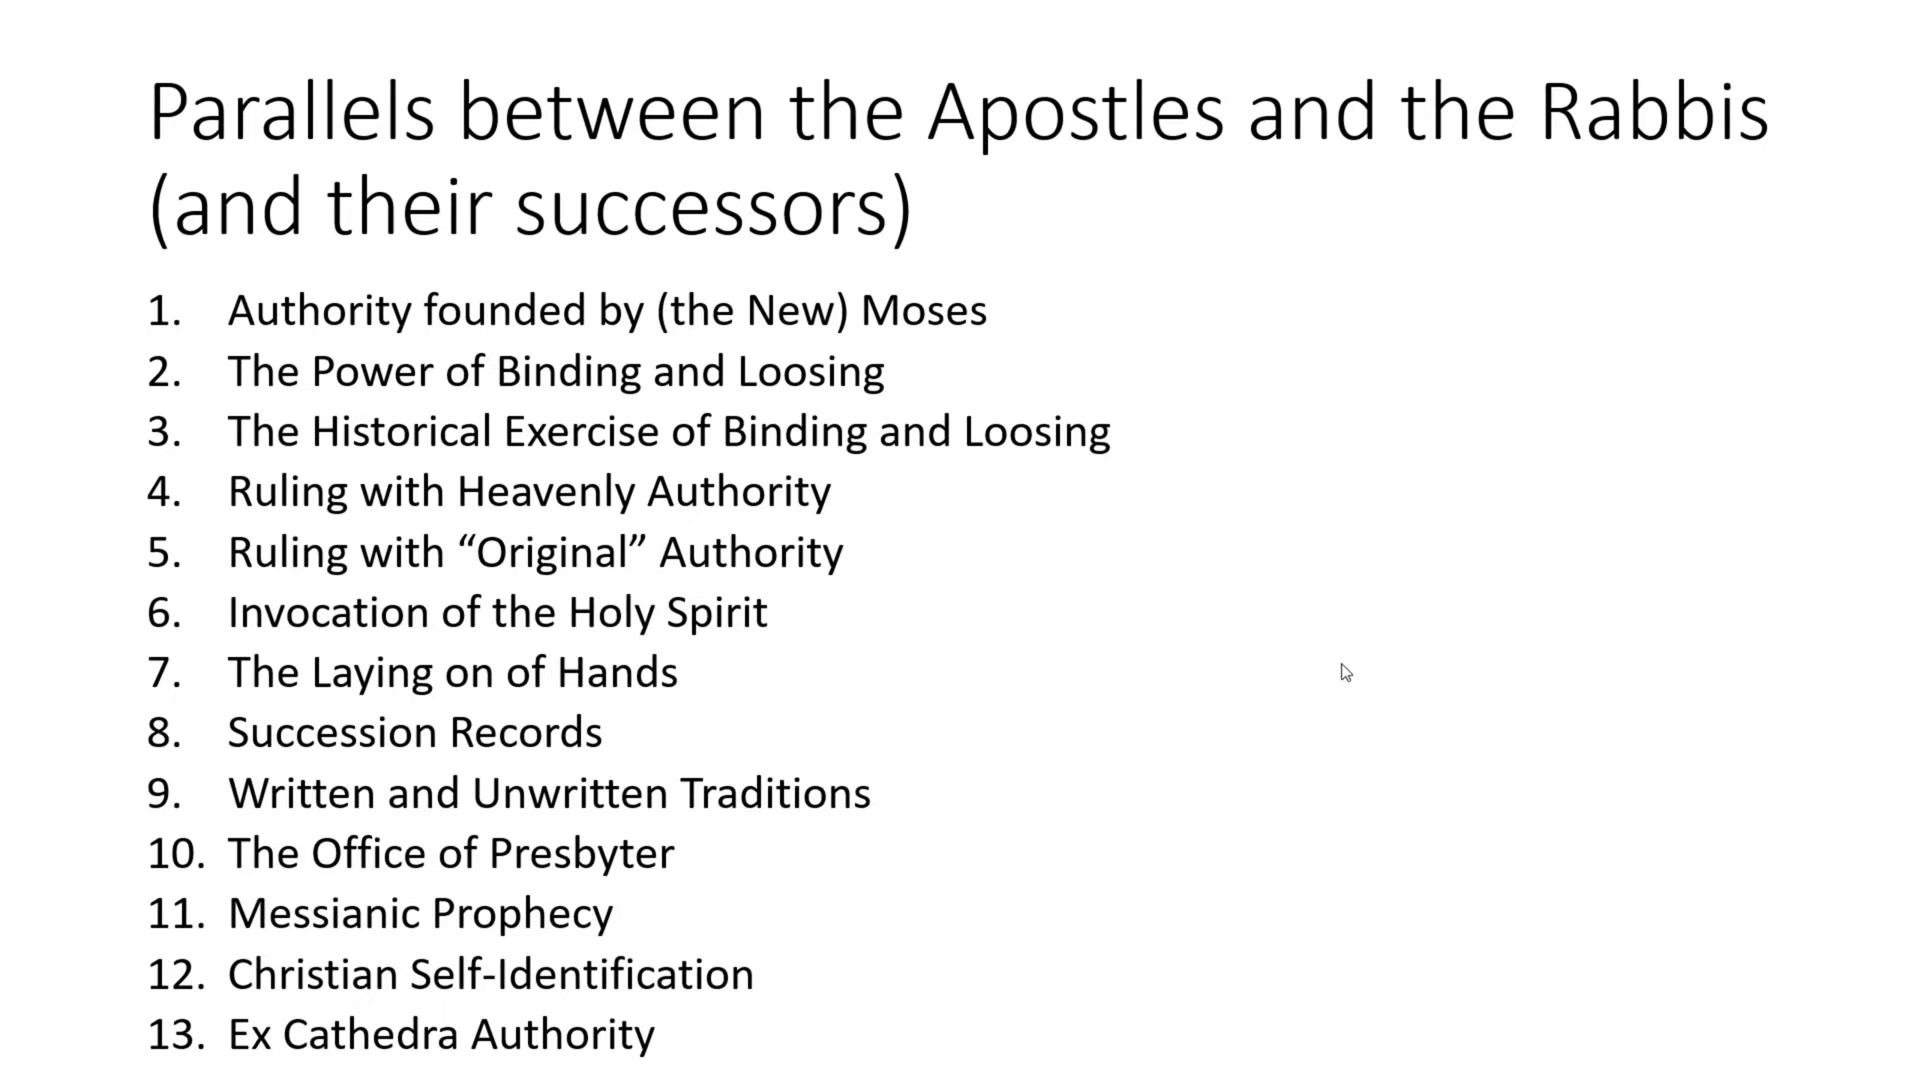 Parallels between the Apostles and the Rabbis
(and their successors)
1. Authority founded by (the New) Moses
2. The Power of Binding and Loosing
3. The Historical Exercise of Binding and Loosing
4. Ruling with Heavenly Authority
5. Ruling with “Original” Authority
6. Invocation of the Holy Spirit
7. The Laying on of Hands
8. Succession Records
9. Written and Unwritten Traditions
10. The Office of Presbyter
11. Messianic Prophecy
12. Christian Self-Identification
13. Ex Cathedra Authority